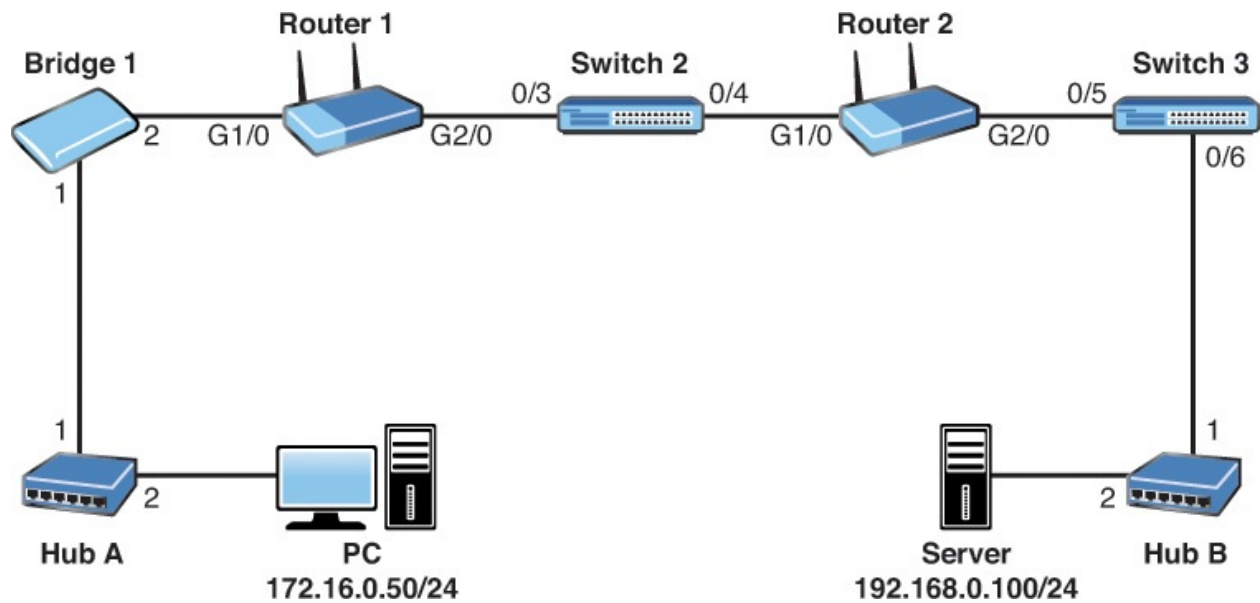 Router 1
Router 2
Bridge 1
Switch 2
Switch 3
0/3
0/4
0/5
2
G1/0
G2/0
G1/0
G2/0
0/6
1
1
1
2
2
Hub A
PC
Server
Hub B
172.16.0.50/24
192.168.0.100/24